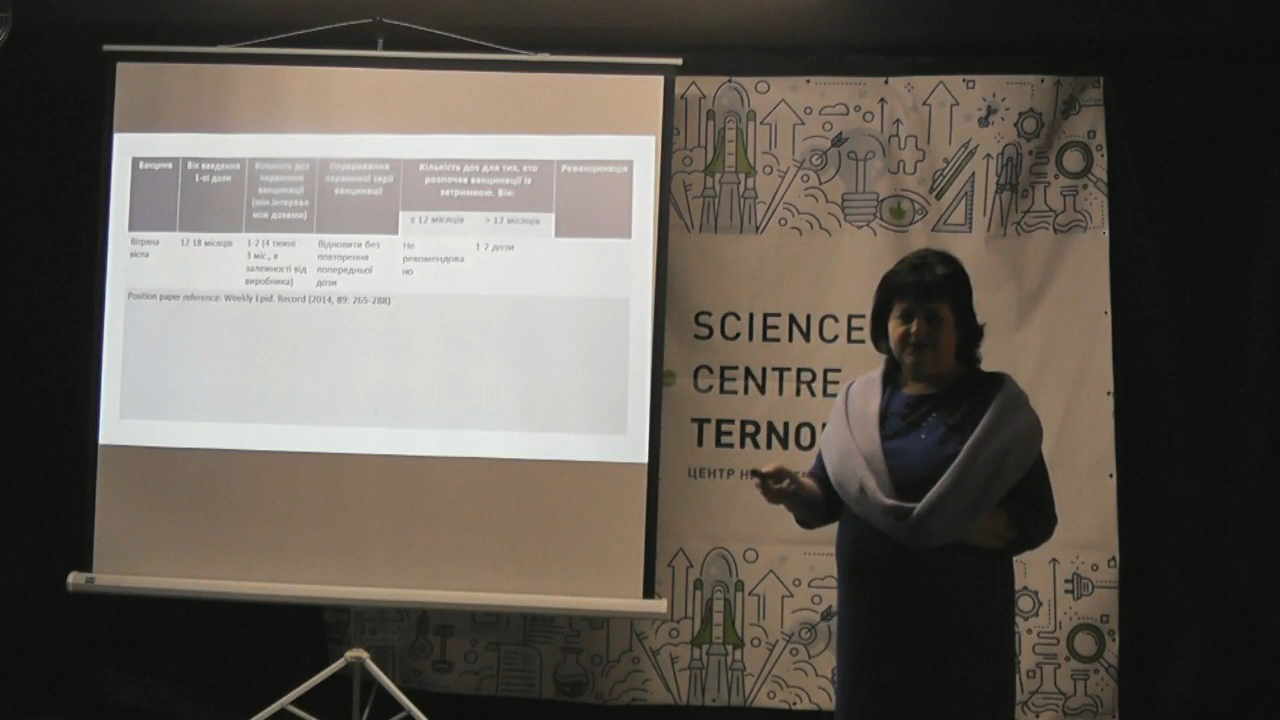 Вакцина
Вік введення
1-ої дози
Кількість доз
первинної
вакцинації
(мін.інтервал
між дозами)
Переривання
первинної серії
вакцинації
Кількість доз для тих, хто
розпочав вакцинації із
затримкою. Вік:
≤ 12 місяців
> 12 місяців
Ревакцинація
Вітряна
віспа
12-18 місяців
1-2 (4 тижні -
3 міс., в
залежності від
виробника)
Відновити без
повторення
попередньої
дози
Не
рекомендова
но
1-2 дози
Position paper reference: Weekly Epid. Record (2014, 89: 265-288)
SCIENCE
CENTRE
TERNO
ЦЕНТР Н